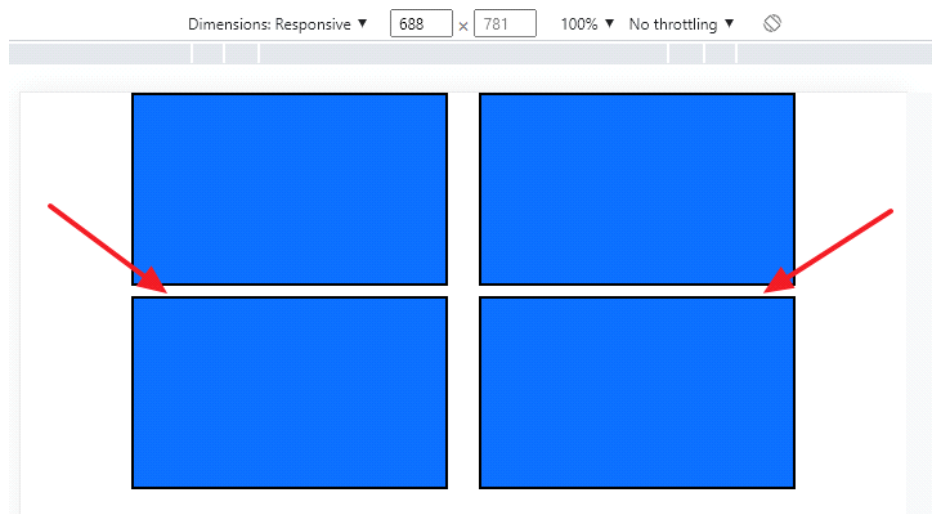 Dimensions: Responsive ▼ 688 × 781 100% ▼ No throttling ▼